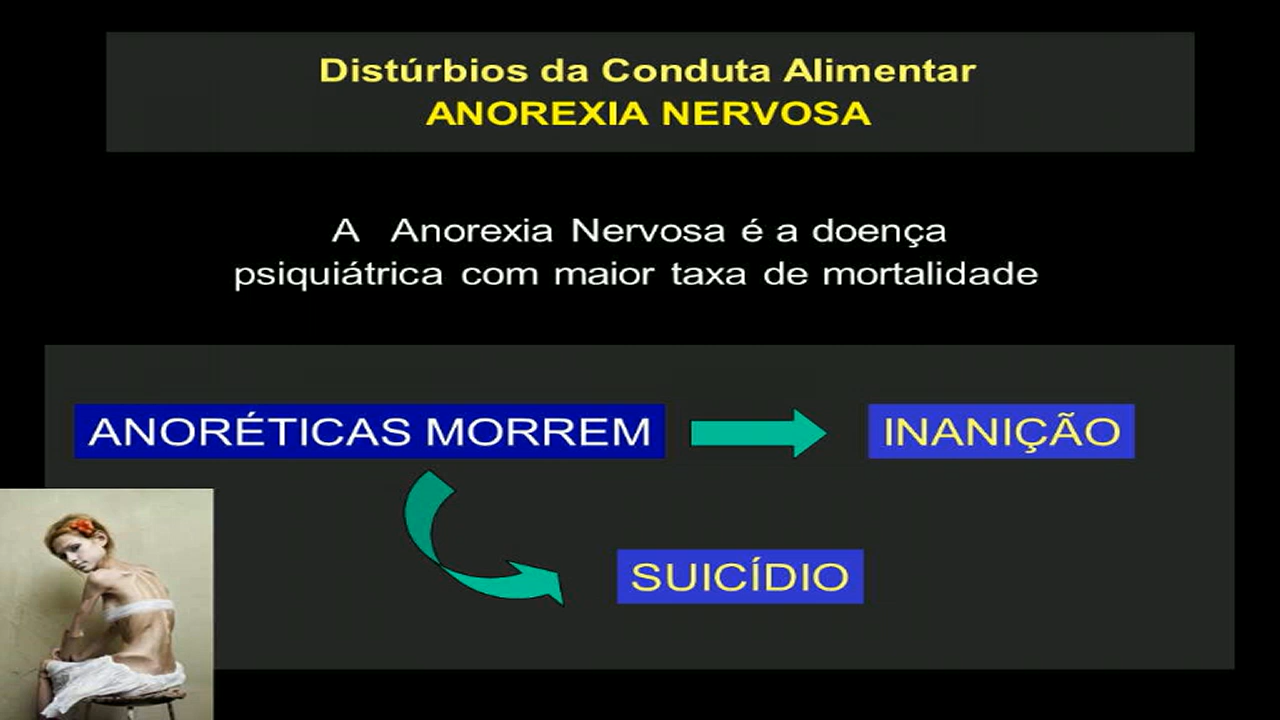 Distúrbios da Conduta Alimentar
ANOREXIA NERVOSA
A Anorexia Nervosa é a doença
psiquiátrica com maior taxa de mortalidade
ANORÉTICAS MORREM
INANIÇÃO
SUICÍDIO